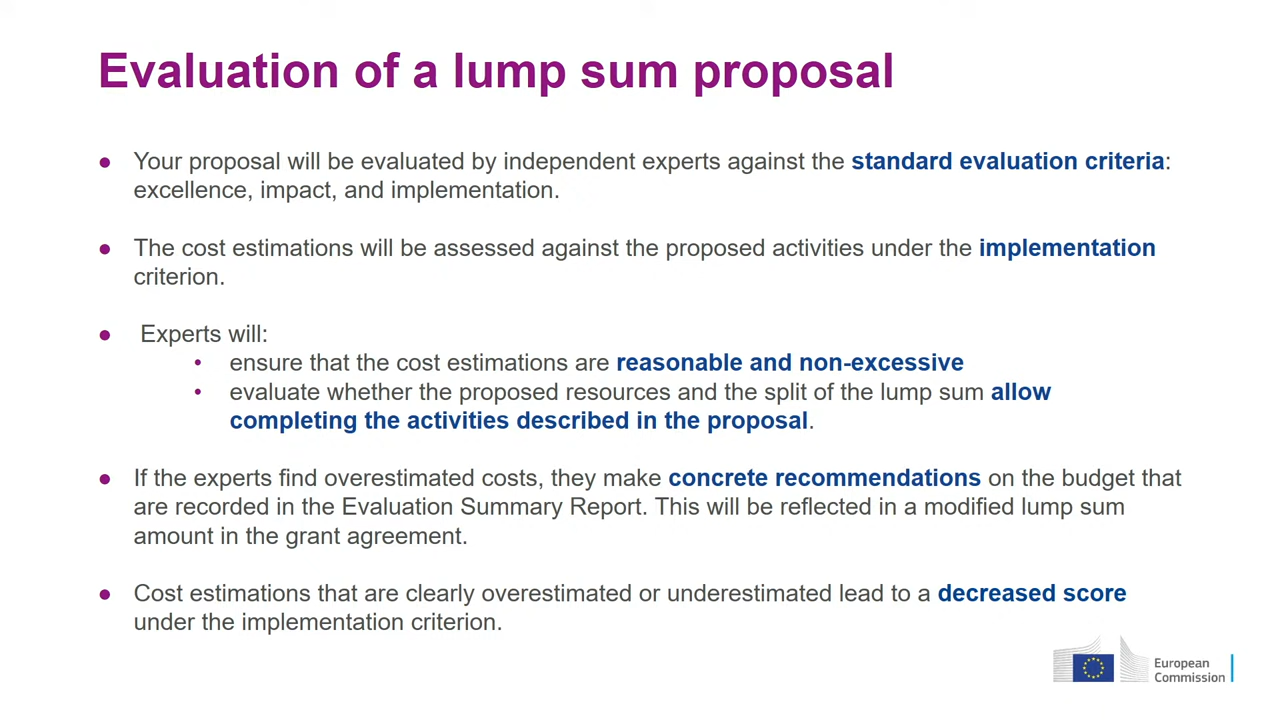 Evaluation of a lump sum proposal
● Your proposal will be evaluated by independent experts against the standard evaluation criteria:
excellence, impact, and implementation.
● The cost estimations will be assessed against the proposed activities under the implementation
criterion.
● Experts will:
• ensure that the cost estimations are reasonable and non-excessive
• evaluate whether the proposed resources and the split of the lump sum allow
completing the activities described in the proposal.
● If the experts find overestimated costs, they make concrete recommendations on the budget that
are recorded in the Evaluation Summary Report. This will be reflected in a modified lump sum
amount in the grant agreement.
● Cost estimations that are clearly overestimated or underestimated lead to a decreased score
under the implementation criterion.
European
Commission